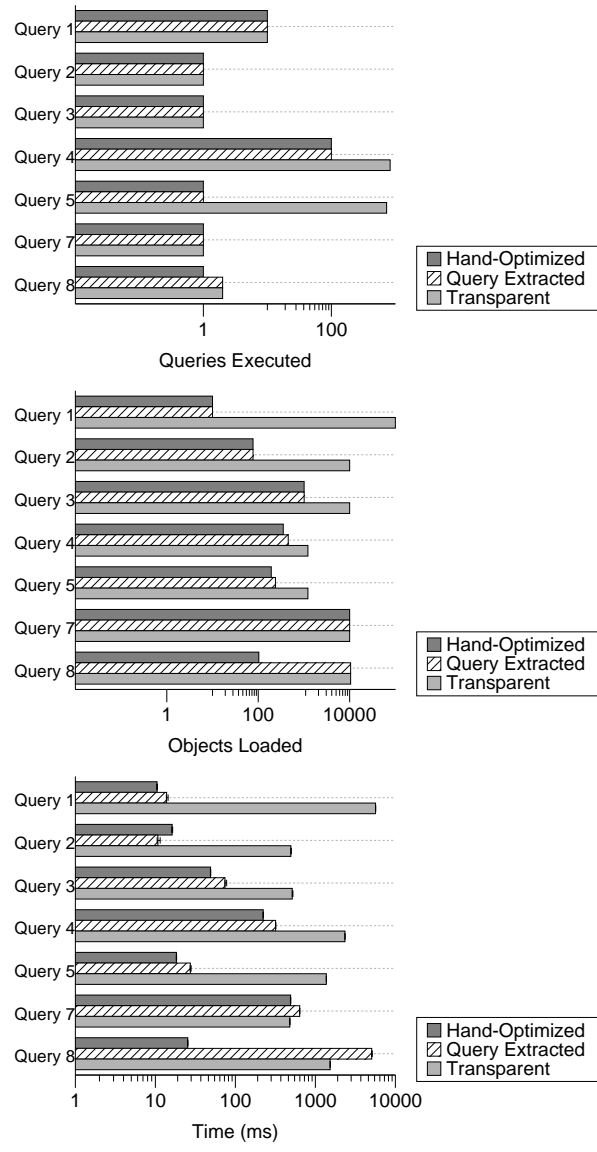 Query 1
Query 2
Query 3
Query 4
Query 5
Query 7
Query 8
1 100
Queries Executed
Hand-Optimized
Query Extracted
Transparent
Query 1
Query 2
Query 3
Query 4
Query 5
Query 7
Query 8
1 100 10000
Objects Loaded
Hand-Optimized
Query Extracted
Transparent
Query 1
Query 2
Query 3
Query 4
Query 5
Query 7
Query 8
1 10 100 1000 10000
Time (ms)
Hand-Optimized
Query Extracted
Transparent